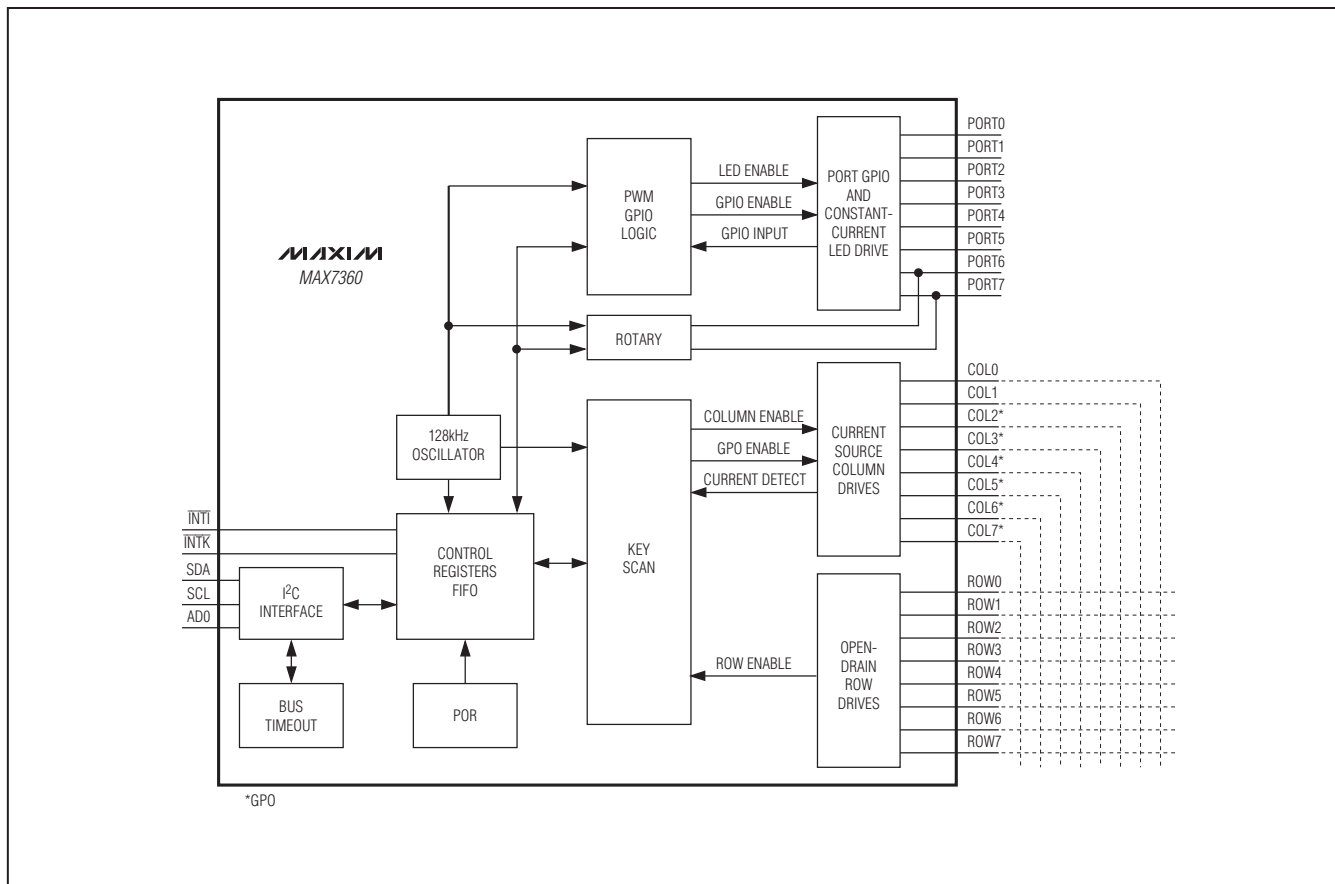 MAXIM
MAX7360
PWM
GPIO
LOGIC
LED ENABLE
GPIO ENABLE
GPIO INPUT
PORT GPIO
AND
CONSTANT-
CURRENT
LED DRIVE
PORT0
PORT1
PORT2
PORT3
PORT4
PORT5
PORT6
PORT7
ROTARY
128kHz
OSCILLATOR
KEY
SCAN
COLUMN ENABLE
GPO ENABLE
CURRENT DETECT
CURRENT
SOURCE
COLUMN
DRIVES
COL0
COL1
COL2*
COL3*
COL4*
COL5*
COL6*
COL7*
INTI
INTK
SDA
SCL
AD0
I²C
INTERFACE
CONTROL
REGISTERS
FIFO
BUS
TIMEOUT
POR
ROW ENABLE
OPEN-
DRAIN
ROW
DRIVES
ROW0
ROW1
ROW2
ROW3
ROW4
ROW5
ROW6
ROW7
*GPO